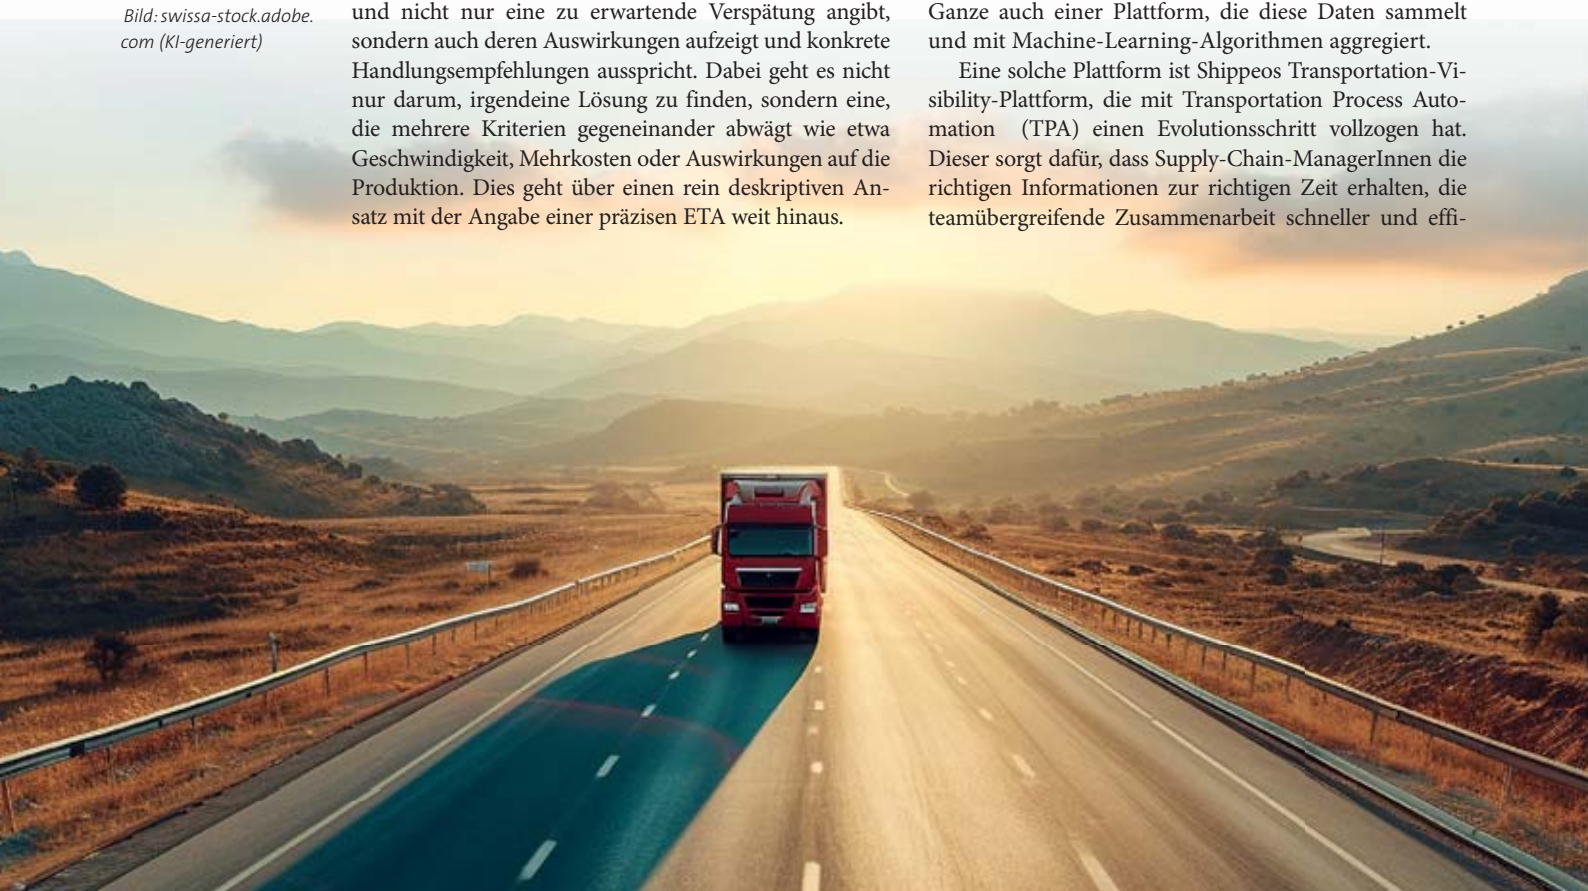 Bild: swissa-stock.adobe.
com (KI-generiert)
und nicht nur eine zu erwartende Verspätung angibt,
sondern auch deren Auswirkungen aufzeigt und konkrete
Handlungsempfehlungen ausspricht. Dabei geht es nicht
nur darum, irgendeine Lösung zu finden, sondern eine,
die mehrere Kriterien gegeneinander abwägt wie etwa
Geschwindigkeit, Mehrkosten oder Auswirkungen auf die
Produktion. Dies geht über einen rein deskriptiven An-
satz mit der Angabe einer präzisen ETA weit hinaus.
Ganze auch einer Plattform, die diese Daten sammelt
und mit Machine-Learning-Algorithmen aggregiert.
Eine solche Plattform ist Shippeos Transportation-Vi-
sibility-Plattform, die mit Transportation Process Auto-
mation (TPA) einen Evolutionsschritt vollzogen hat.
Dieser sorgt dafür, dass Supply-Chain-ManagerInnen die
richtigen Informationen zur richtigen Zeit erhalten, die
teamübergreifende Zusammenarbeit schneller und effi-